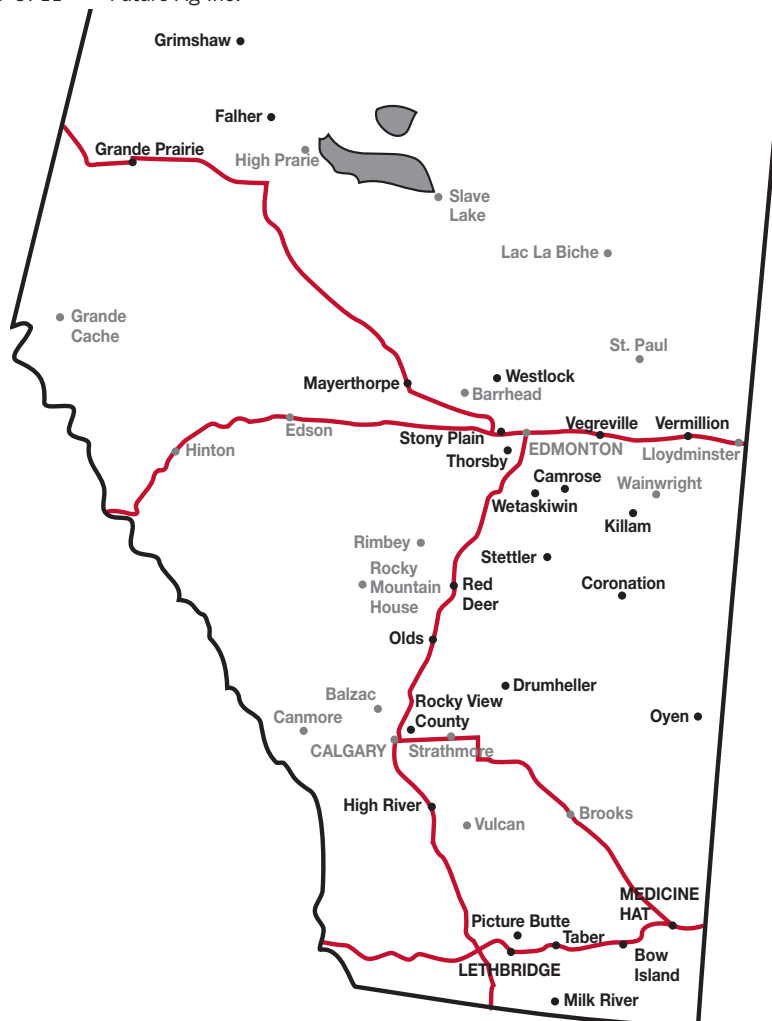 Future Ag Inc.
Grimshaw
Falher
Grande Prairie
High Prarie
Slave
Lake
Lac La Biche
Grande
Cache
St. Paul
Mayerthorpe
Westlock
Barrhead
Edson
Hinton
Stony Plain
EDMONTON
Vegreville
Vermillion
Lloydminster
Thorsby
Camrose
Wetaskiwin
Wainwright
Killam
Rimbey
Stettler
Rocky
Mountain
House
Red
Deer
Coronation
Olds
Drumheller
Balzac
Rocky View
County
Canmore
CALGARY
Strathmore
Oyen
High River
Vulcan
Brooks
MEDICINE
HAT
Picture Butte
Taber
LETHBRIDGE
Bow
Island
Milk River